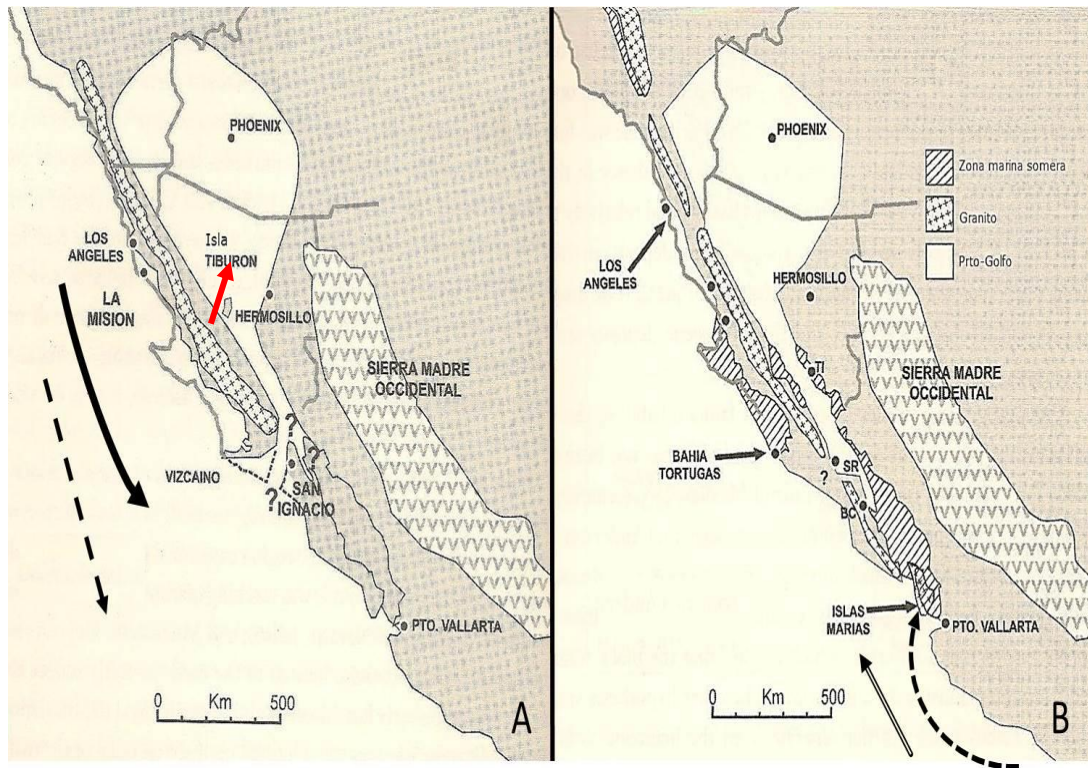 PHOENIX
LOS
ANGELES
Isla
TIBURON
LA
MISION
HERMOSILLO
SIERRA MADRE
OCCIDENTAL
?
?
VIZCAINO
?
SAN
IGNACIO
PTO. VALLARTA
Km
0
500
A
PHOENIX
Zona marina somera
Granito
Prto-Golfo
LOS
ANGELES
HERMOSILLO
TI
SIERRA MADRE
OCCIDENTAL
BAHIA
TORTUGAS
?
SR
BC
ISLAS
MARIAS
PTO. VALLARTA
Km
0
500
B